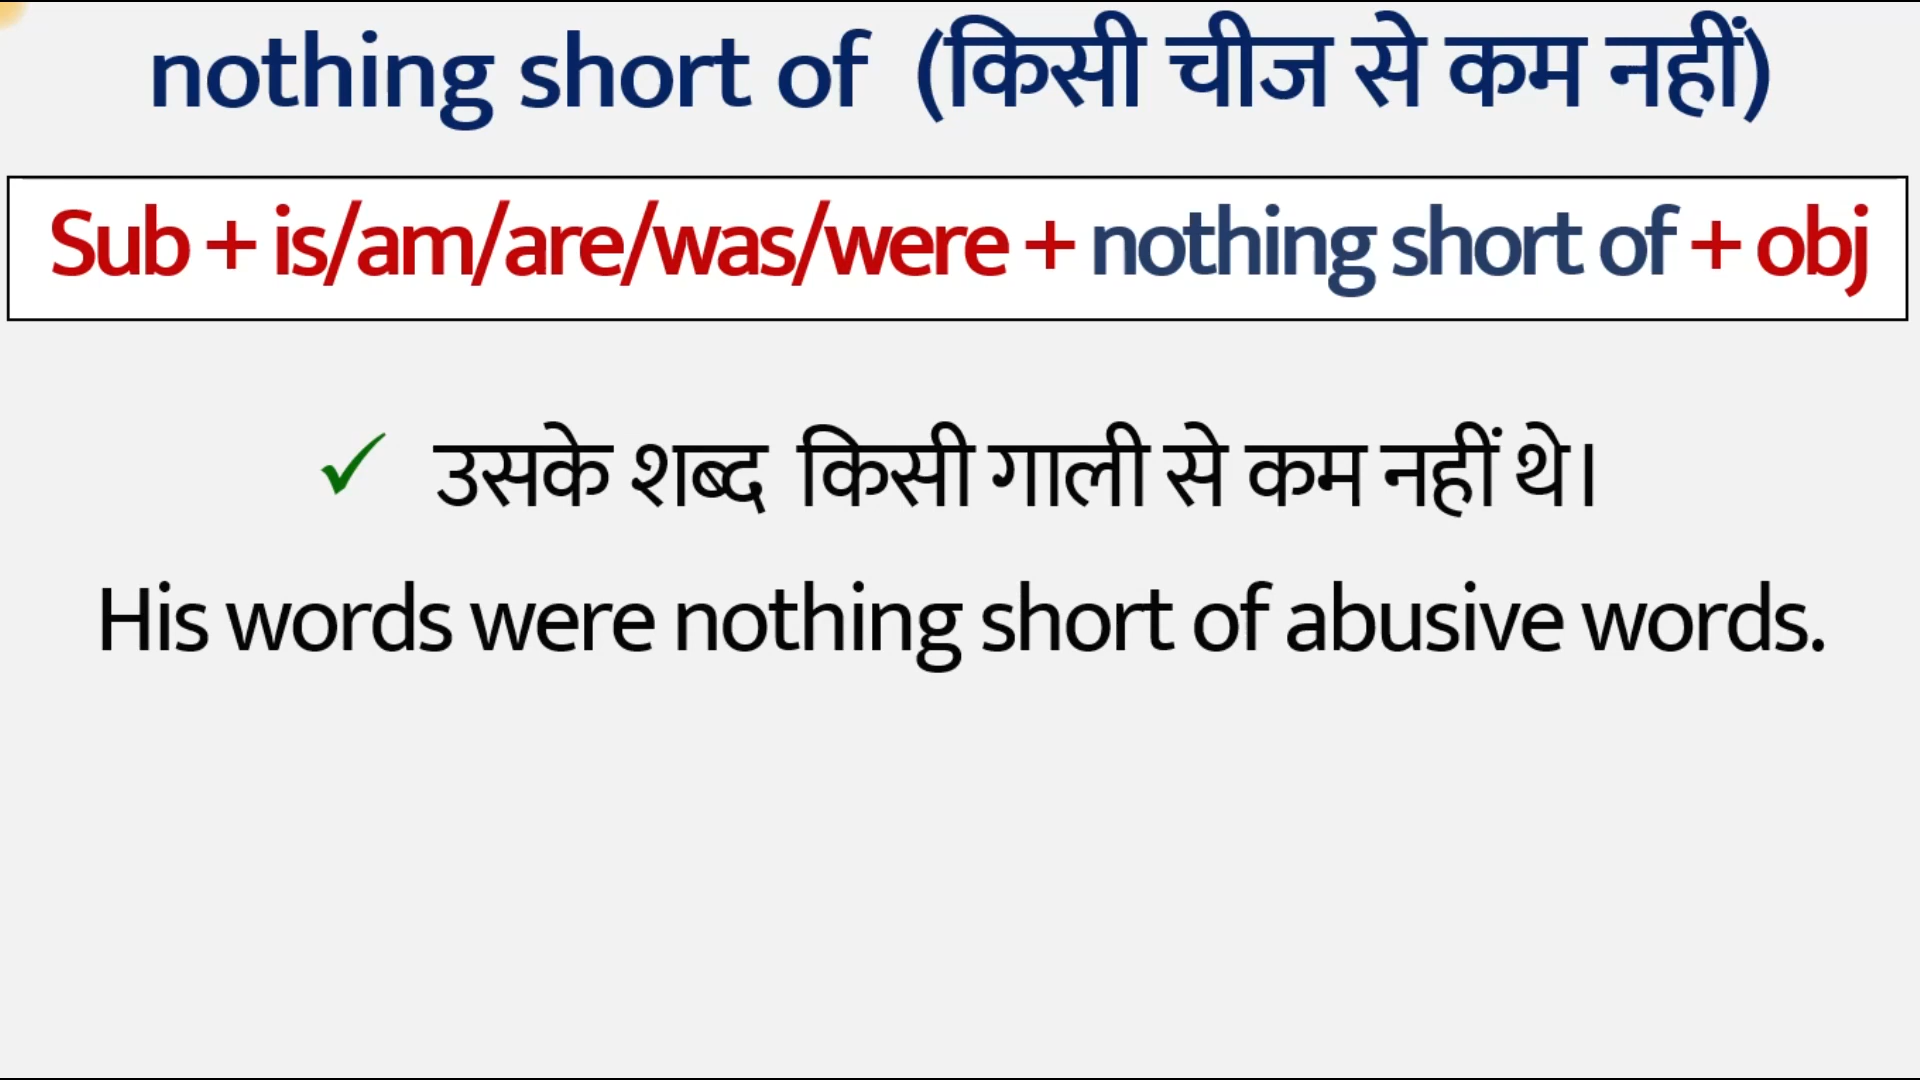 nothing short of (किसी चीज से कम नहीं)
Sub + is/am/are/was/were + nothing short of + obj
✓ उसके शब्द किसी गाली से कम नहीं थे।
His words were nothing short of abusive words.